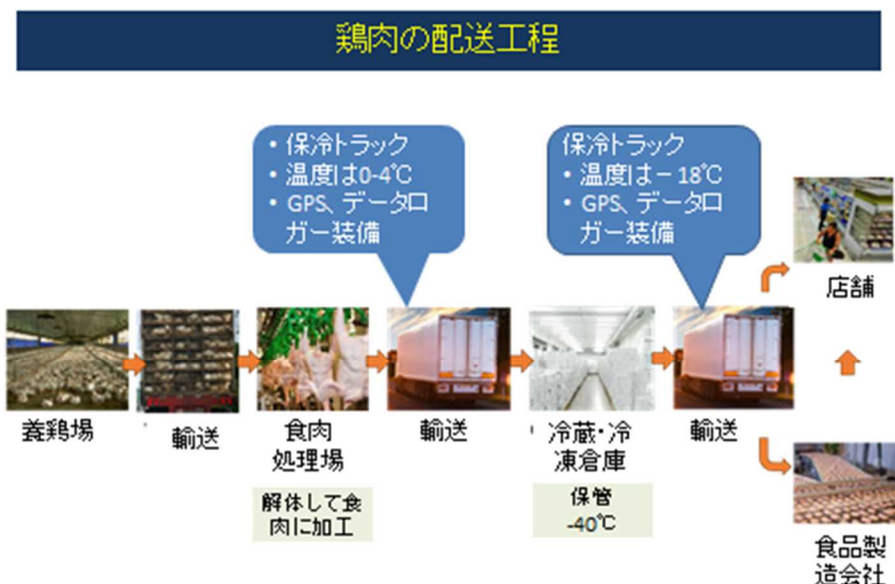 鶏肉の配送工程
・保冷トラック
・温度は0-4℃
・GPS、データロ
ガー装備
保冷トラック
・温度は－18℃
・GPS、データロ
ガー装備
店舗
養鶏場
輸送
食肉
処理場
輸送
冷蔵・冷
凍倉庫
輸送
解体して食
肉に加工
保管
-40℃
食品製
造会社